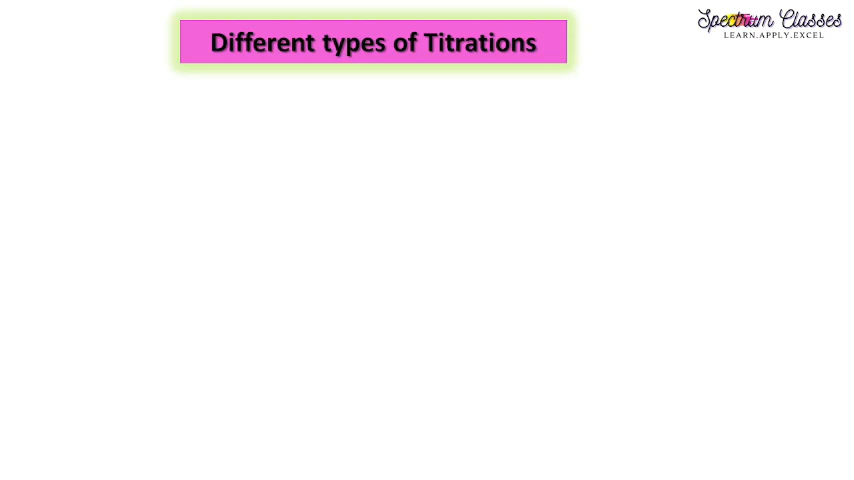 Different types of Titrations
Spectrum Classes
LEARN.APPLY.EXCEL